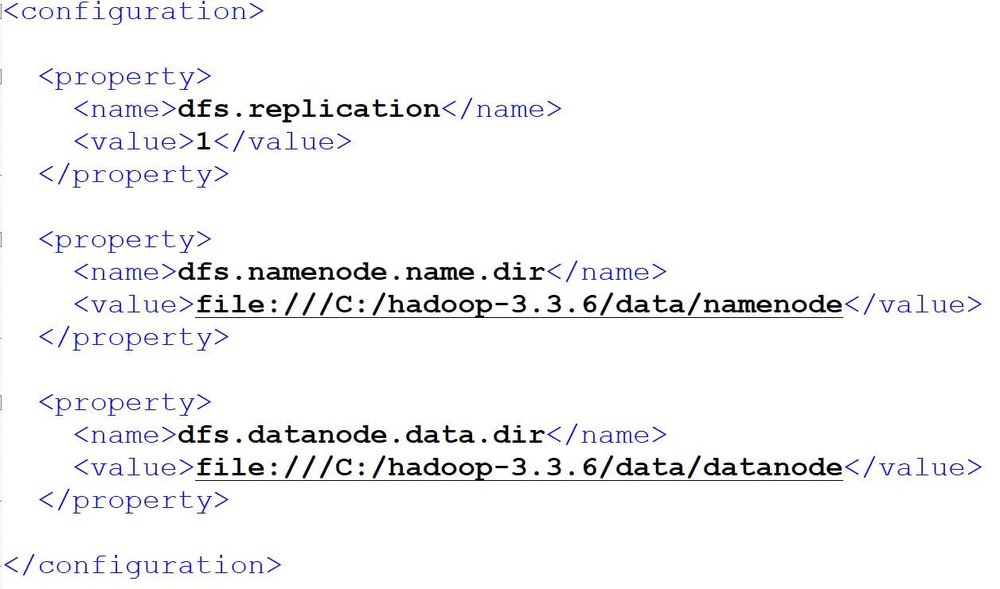 <configuration>
<property>
<name>dfs.replication</name>
<value>1</value>
</property>
<property>
<name>dfs.namenode.name.dir</name>
<value>file:///C:/hadoop-3.3.6/data/namenode</value>
</property>
<property>
<name>dfs.datanode.data.dir</name>
<value>file:///C:/hadoop-3.3.6/data/datanode</value>
</property>
</configuration>